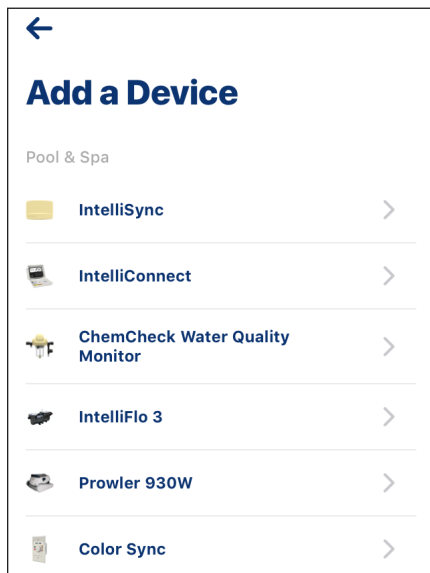 Add a Device
Pool & Spa
IntelliSync
IntelliConnect
ChemCheck Water Quality
Monitor
IntelliFlo 3
Prowler 930W
Color Sync